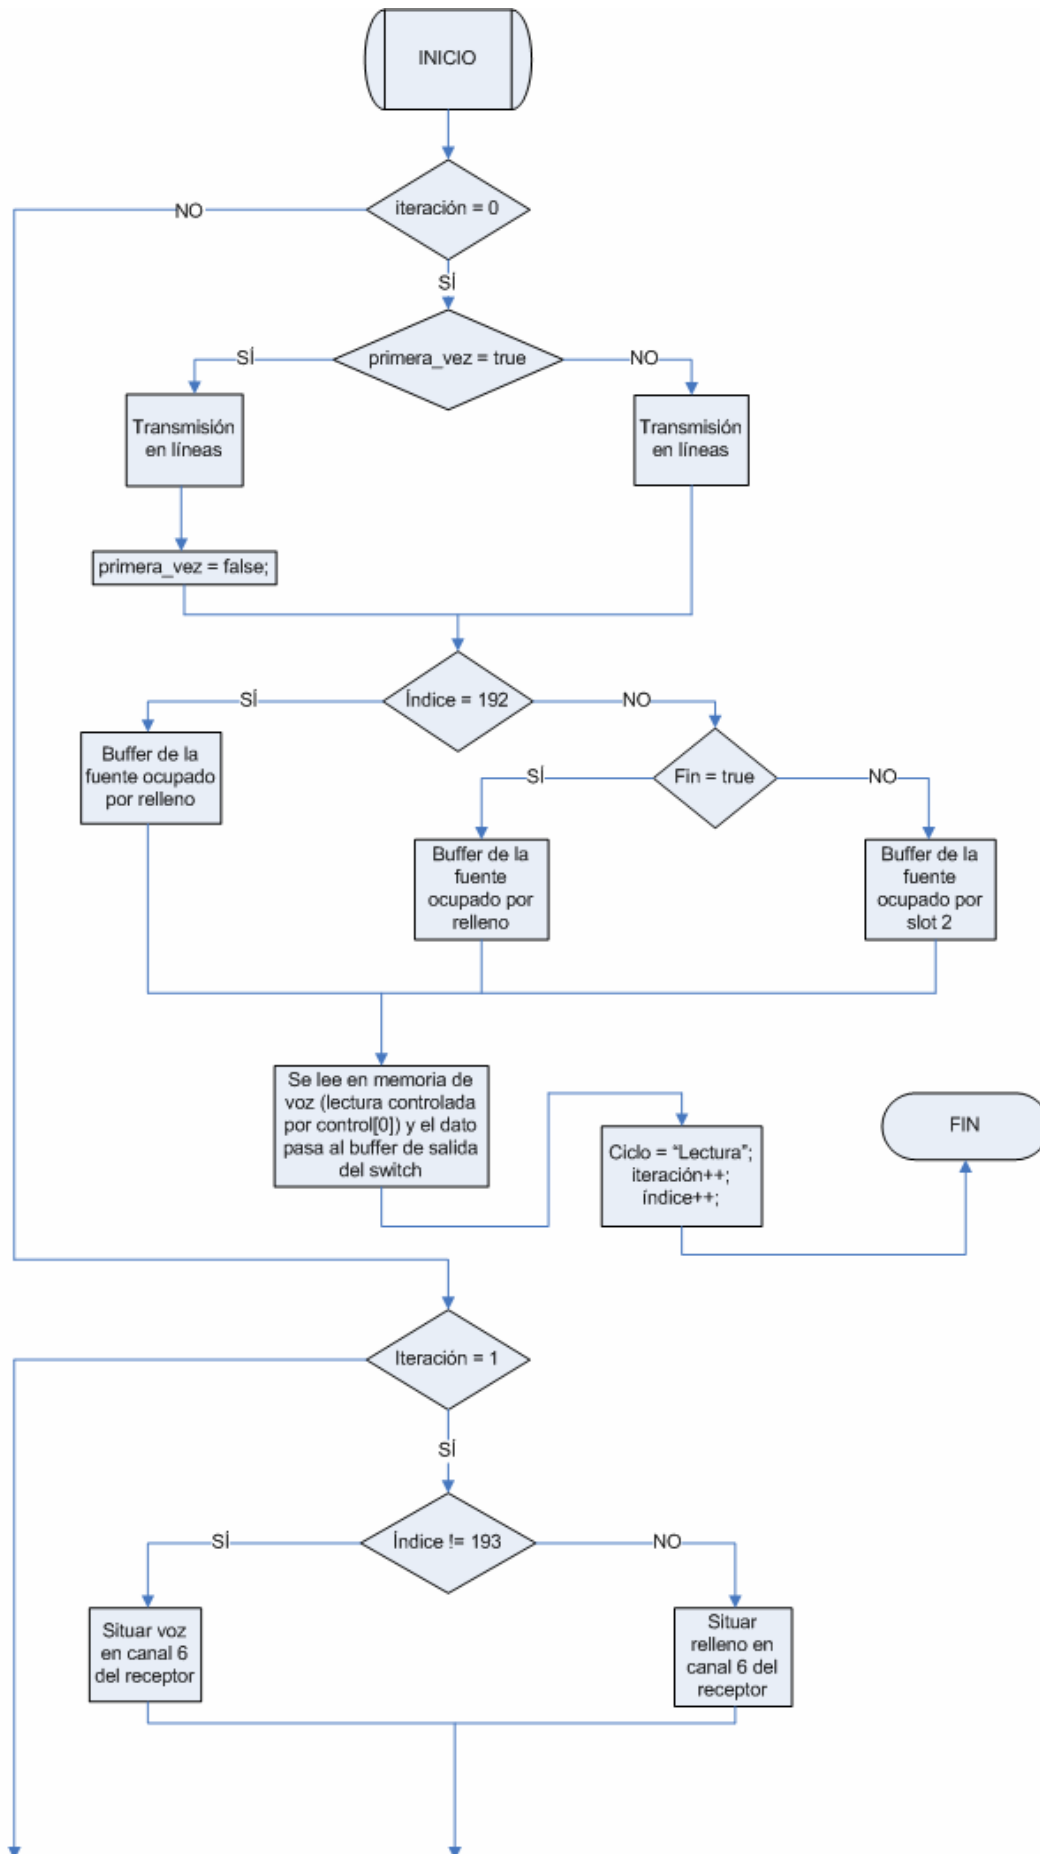 INICIO
iteración = 0
NO
SÍ
primera_vez = true
SÍ
NO
Transmisión
en líneas
Transmisión
en líneas
primera_vez = false;
Índice = 192
SÍ
NO
Buffer de la
fuente ocupado
por relleno
Fin = true
SÍ
NO
Buffer de la
fuente
ocupado por
relleno
Buffer de la
fuente
ocupado por
slot 2
Se lee en memoria de
voz (lectura controlada
por control[0]) y el dato
pasa al buffer de salida
del switch
Ciclo = “Lectura”;
iteración++;
índice++;
FIN
Iteración = 1
SÍ
Índice != 193
SÍ
NO
Situar voz
en canal 6
del receptor
Situar
relleno en
canal 6 del
receptor